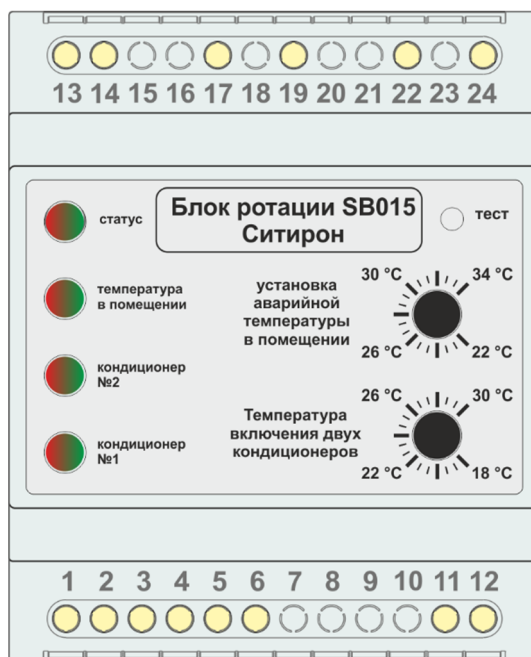 13 14 15 16 17 18 19 20 21 22 23 24
статус
Блок ротации SB015
Ситирон
тест
температура
в помещении
установка
аварийной
температуры
в помещении
30 °C
34 °C
26 °C
22 °C
кондиционер
№2
Температура
включения двух
кондиционеров
26 °C
30 °C
22 °C
18 °C
кондиционер
№1
1 2 3 4 5 6 7 8 9 10 11 12